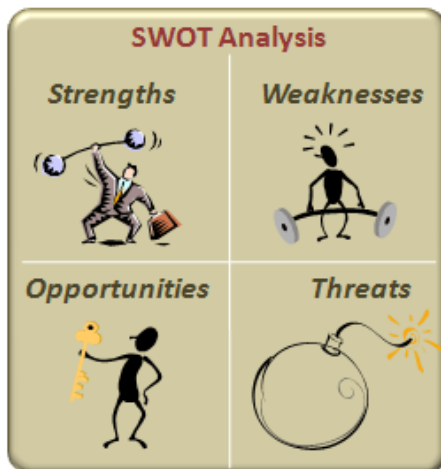 SWOT Analysis
Strengths
Weaknesses
Opportunities
Threats